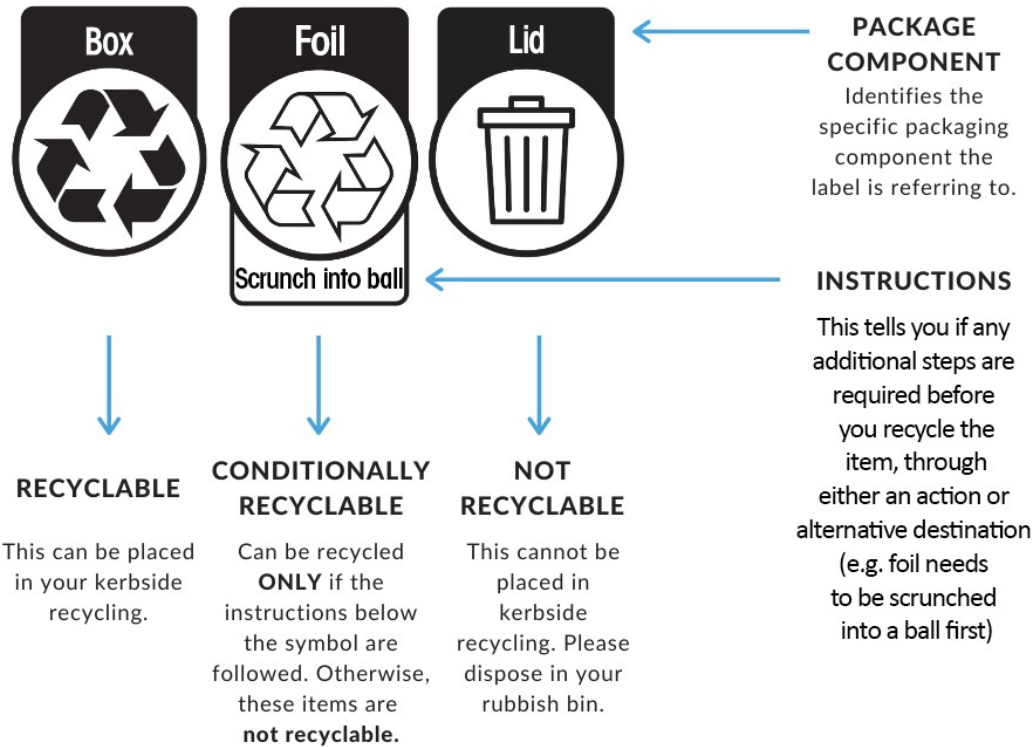 Box
Foil
Lid
Scrunch into ball
PACKAGE
COMPONENT
Identifies the
specific packaging
component the
label is referring to.
INSTRUCTIONS
This tells you if any
additional steps are
required before
you recycle the
item, through
either an action or
alternative destination
(e.g. foil needs
to be scrunched
into a ball first)
RECYCLABLE
This can be placed
in your kerbside
recycling.
CONDITIONALLY
RECYCLABLE
Can be recycled
ONLY if the
instructions below
the symbol are
followed. Otherwise,
these items are
not recyclable.
NOT
RECYCLABLE
This cannot be
placed in
kerbside
recycling. Please
dispose in your
rubbish bin.